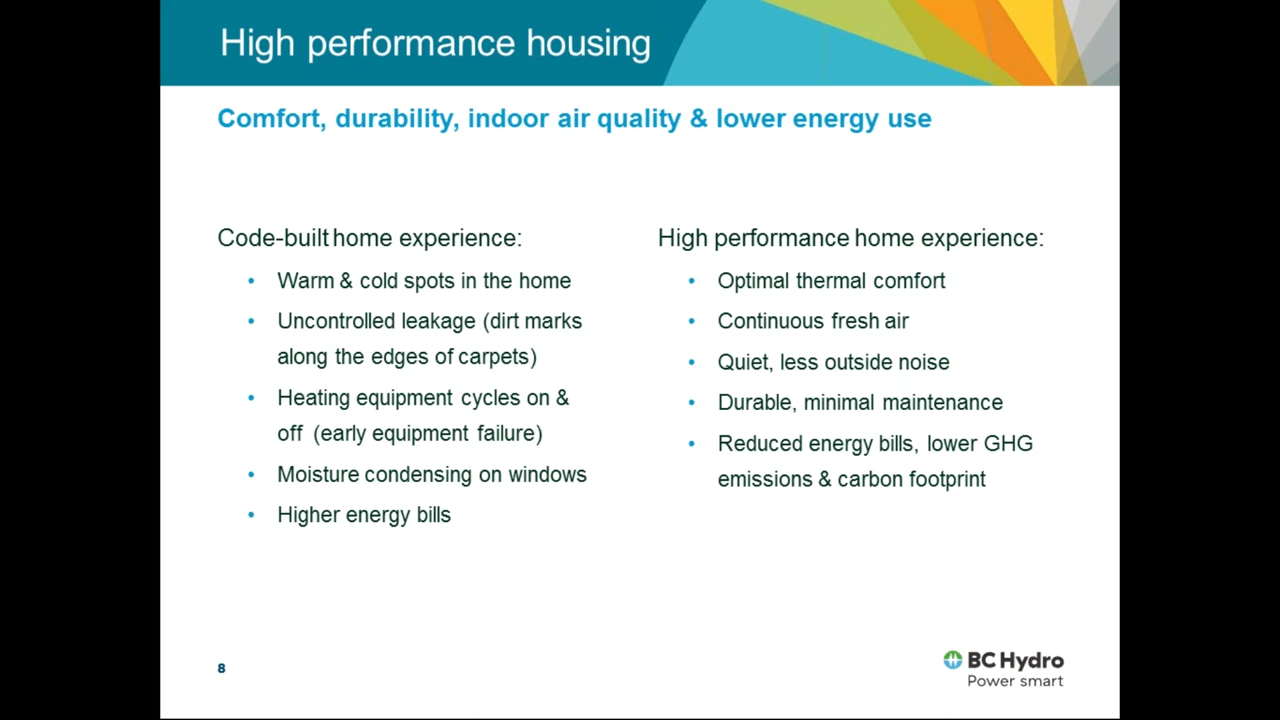 High performance housing
Comfort, durability, indoor air quality & lower energy use
Code-built home experience:
• Warm & cold spots in the home
• Uncontrolled leakage (dirt marks
along the edges of carpets)
• Heating equipment cycles on &
off (early equipment failure)
• Moisture condensing on windows
• Higher energy bills
High performance home experience:
• Optimal thermal comfort
• Continuous fresh air
• Quiet, less outside noise
• Durable, minimal maintenance
• Reduced energy bills, lower GHG
emissions & carbon footprint
8
BC Hydro
Power smart